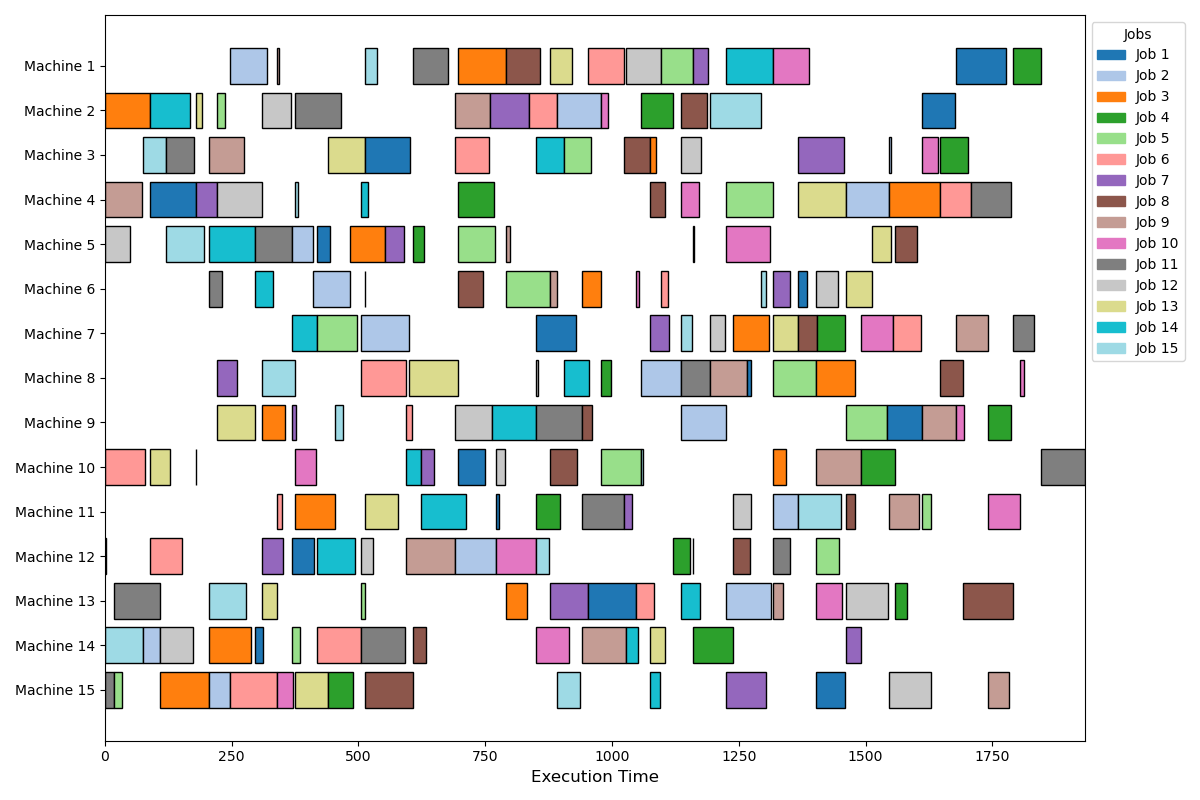 Machine 1
Machine 2
Machine 3
Machine 4
Machine 5
Machine 6
Machine 7
Machine 8
Machine 9
Machine 10
Machine 11
Machine 12
Machine 13
Machine 14
Machine 15
0 250 500 750 1000 1250 1500 1750
Execution Time
Jobs
Job 1
Job 2
Job 3
Job 4
Job 5
Job 6
Job 7
Job 8
Job 9
Job 10
Job 11
Job 12
Job 13
Job 14
Job 15